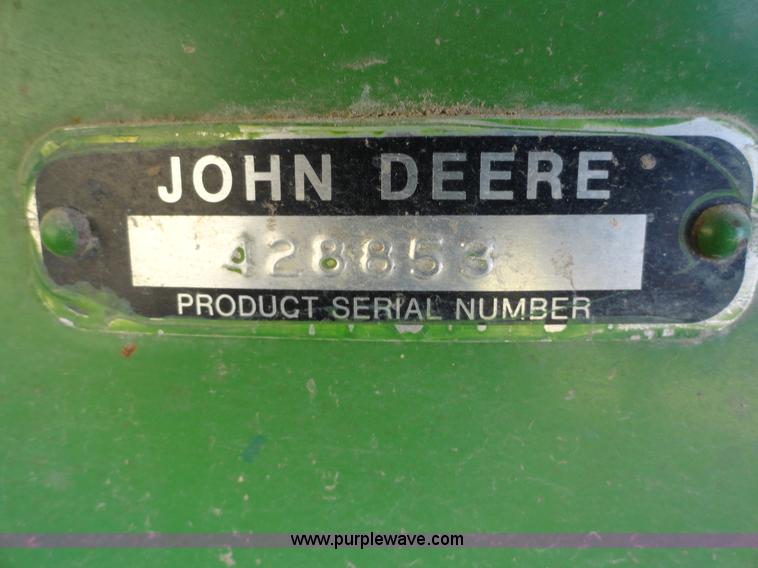 JOHN DEERE
428853
PRODUCT SERIAL NUMBER
www.purplewave.com